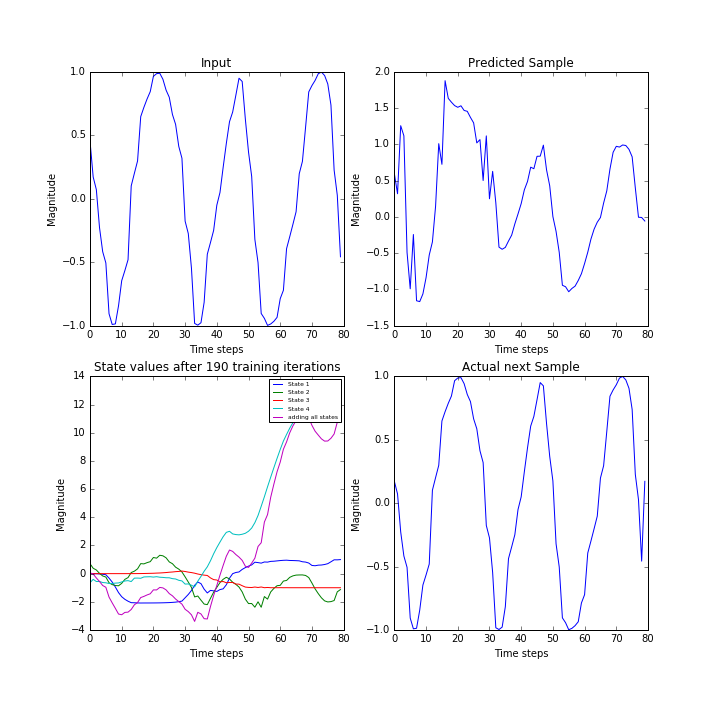 Input
1.0
0.5
0.0
−0.5
−1.0
Magnitude
0 10 20 30 40 50 60 70 80
Time steps
Predicted Sample
2.0
1.5
1.0
0.5
0.0
−0.5
−1.0
−1.5
Magnitude
0 10 20 30 40 50 60 70 80
Time steps
State values after 190 training iterations
14
12
10
8
6
4
2
0
−2
−4
Magnitude
State 1
State 2
State 3
State 4
adding all states
0 10 20 30 40 50 60 70 80
Time steps
Actual next Sample
1.0
0.5
0.0
−0.5
−1.0
Magnitude
0 10 20 30 40 50 60 70 80
Time steps